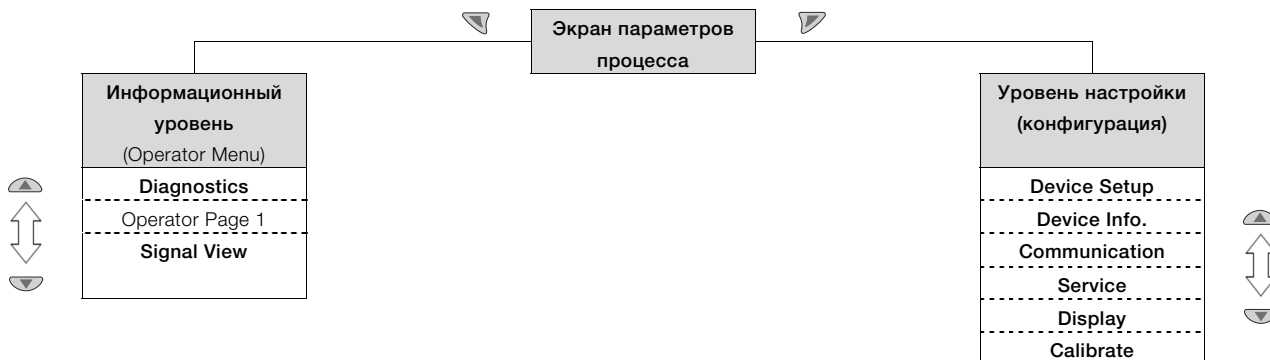 Экран параметров
процесса
Информационный
уровень
(Operator Menu)
Diagnostics
Operator Page 1
Signal View
Уровень настройки
(конфигурация)
Device Setup
Device Info.
Communication
Service
Display
Calibrate